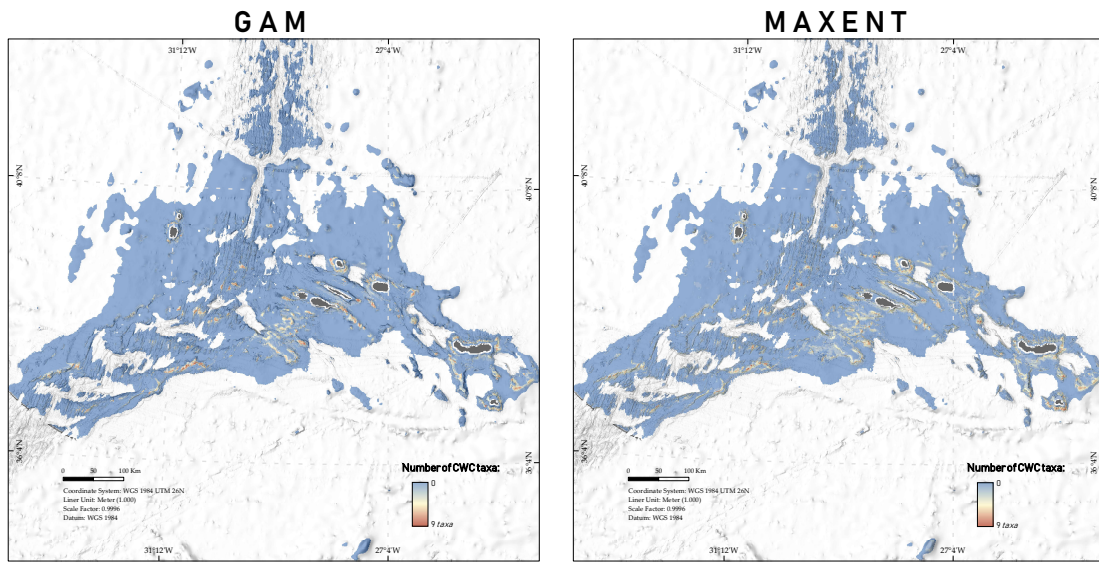 GAM
MAXENT
31°12'W
27°4'W
31°12'W
27°4'W
40°8'N
40°8'N
40°8'N
40°8'N
36°4'N
36°4'N
36°4'N
36°4'N
0 50 100 Km
Coordinate System: WGS 1984 UTM 26N
Liner Unit: Meter (1.000)
Scale Factor: 0.9996
Datum: WGS 1984
Number of CWC taxa:
0
9 taxa
0 50 100 Km
Coordinate System: WGS 1984 UTM 26N
Liner Unit: Meter (1.000)
Scale Factor: 0.9996
Datum: WGS 1984
Number of CWC taxa:
0
9 taxa
31°12'W
27°4'W
31°12'W
27°4'W